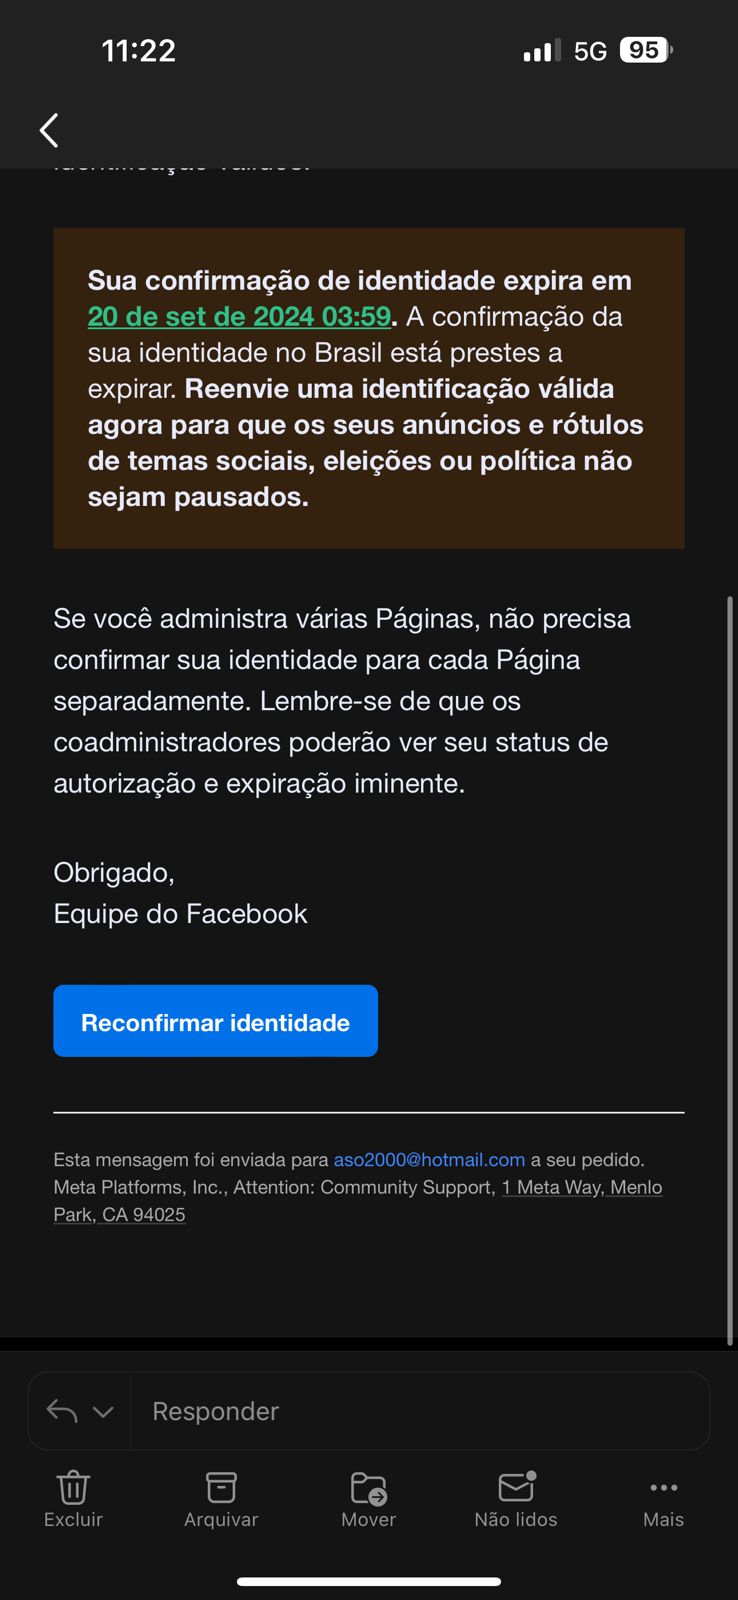 11:22
5G
95
identificação válidos.
Sua confirmação de identidade expira em
20 de set de 2024 03:59. A confirmação da
sua identidade no Brasil está prestes a
expirar. Reenvie uma identificação válida
agora para que os seus anúncios e rótulos
de temas sociais, eleições ou política não
sejam pausados.
Se você administra várias Páginas, não precisa
confirmar sua identidade para cada Página
separadamente. Lembre-se de que os
coadministradores poderão ver seu status de
autorização e expiração iminente.
Obrigado,
Equipe do Facebook
Reconfirmar identidade
Esta mensagem foi enviada para aso2000@hotmail.com a seu pedido.
Meta Platforms, Inc., Attention: Community Support, 1 Meta Way, Menlo
Park, CA 94025
Responder
Excluir
Arquivar
Mover
Não lidos
Mais